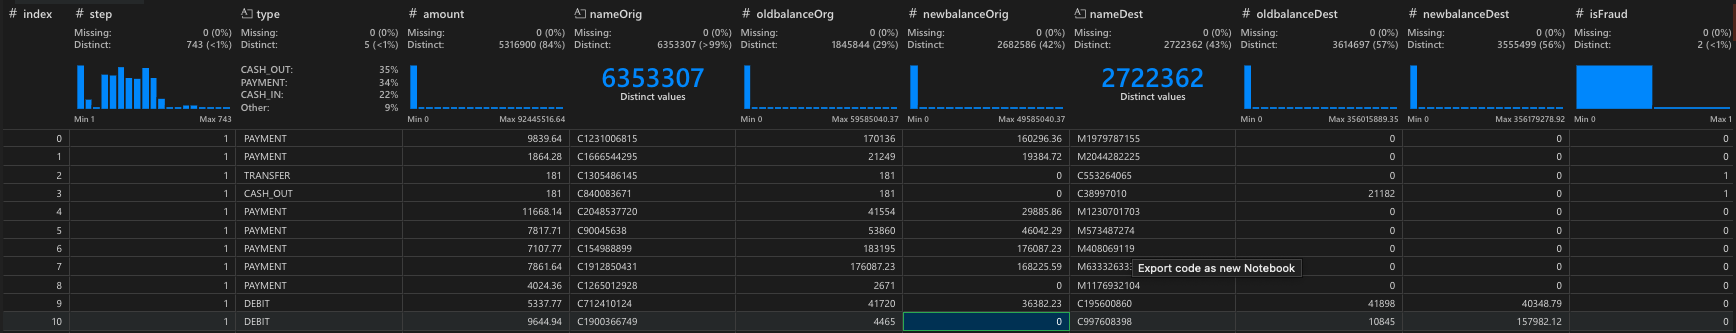 # index # step type # amount nameOrig # oldbalanceOrg # newbalanceOrig nameDest # oldbalanceDest # newbalanceDest # isFraud
Missing: 0 (0%) Missing: 0 (0%) Missing: 0 (0%) Missing: 0 (0%) Missing: 0 (0%) Missing: 0 (0%) Missing: 0 (0%) Missing: 0 (0%) Missing: 0 (0%) Missing: 0 (0%)
Distinct: 743 (<1%) Distinct: 5 (<1%) Distinct: 5316900 (84%) Distinct: 6353307 (>99%) Distinct: 1845844 (29%) Distinct: 2682586 (42%) Distinct: 2722362 (43%) Distinct: 3614697 (57%) Distinct: 3555499 (56%) Distinct: 2 (<1%)
CASH_OUT: 35%
PAYMENT: 34%
CASH_IN: 22%
Other: 9%
6353307 2722362
Distinct values Distinct values
Min 1 Max 743 Min 0 Max 92445516.64 Min 0 Max 59585040.37 Min 0 Max 49585040.37 Min 0 Max 356015889.35 Min 0 Max 356179278.92 Min 0 Max 1
0 1 PAYMENT 9839.64 C1231006815 170136 160296.36 M1979787155 0 0 0
1 1 PAYMENT 1864.28 C1666544295 21249 19384.72 M2044282225 0 0 0
2 1 TRANSFER 181 C1305486145 181 0 C553264065 0 0 1
3 1 CASH_OUT 181 C840083671 181 0 C38997010 21182 0 1
4 1 PAYMENT 11668.14 C2048537720 41554 29885.86 M1230701703 0 0 0
5 1 PAYMENT 7817.71 C90045638 53860 46042.29 M573487274 0 0 0
6 1 PAYMENT 7107.77 C154988899 183195 176087.23 M408069119 0 0 0
7 1 PAYMENT 7861.64 C1912850431 176087.23 168225.59 0 0 0
Export code as new Notebook
8 1 PAYMENT 4024.36 C1265012928 2671 0 M1176932104 0 0 0
9 1 DEBIT 5337.77 C712410124 41720 36382.23 C195600860 41898 40348.79 0
10 1 DEBIT 9644.94 C1900366749 4465 0 C997608398 10845 157982.12 0